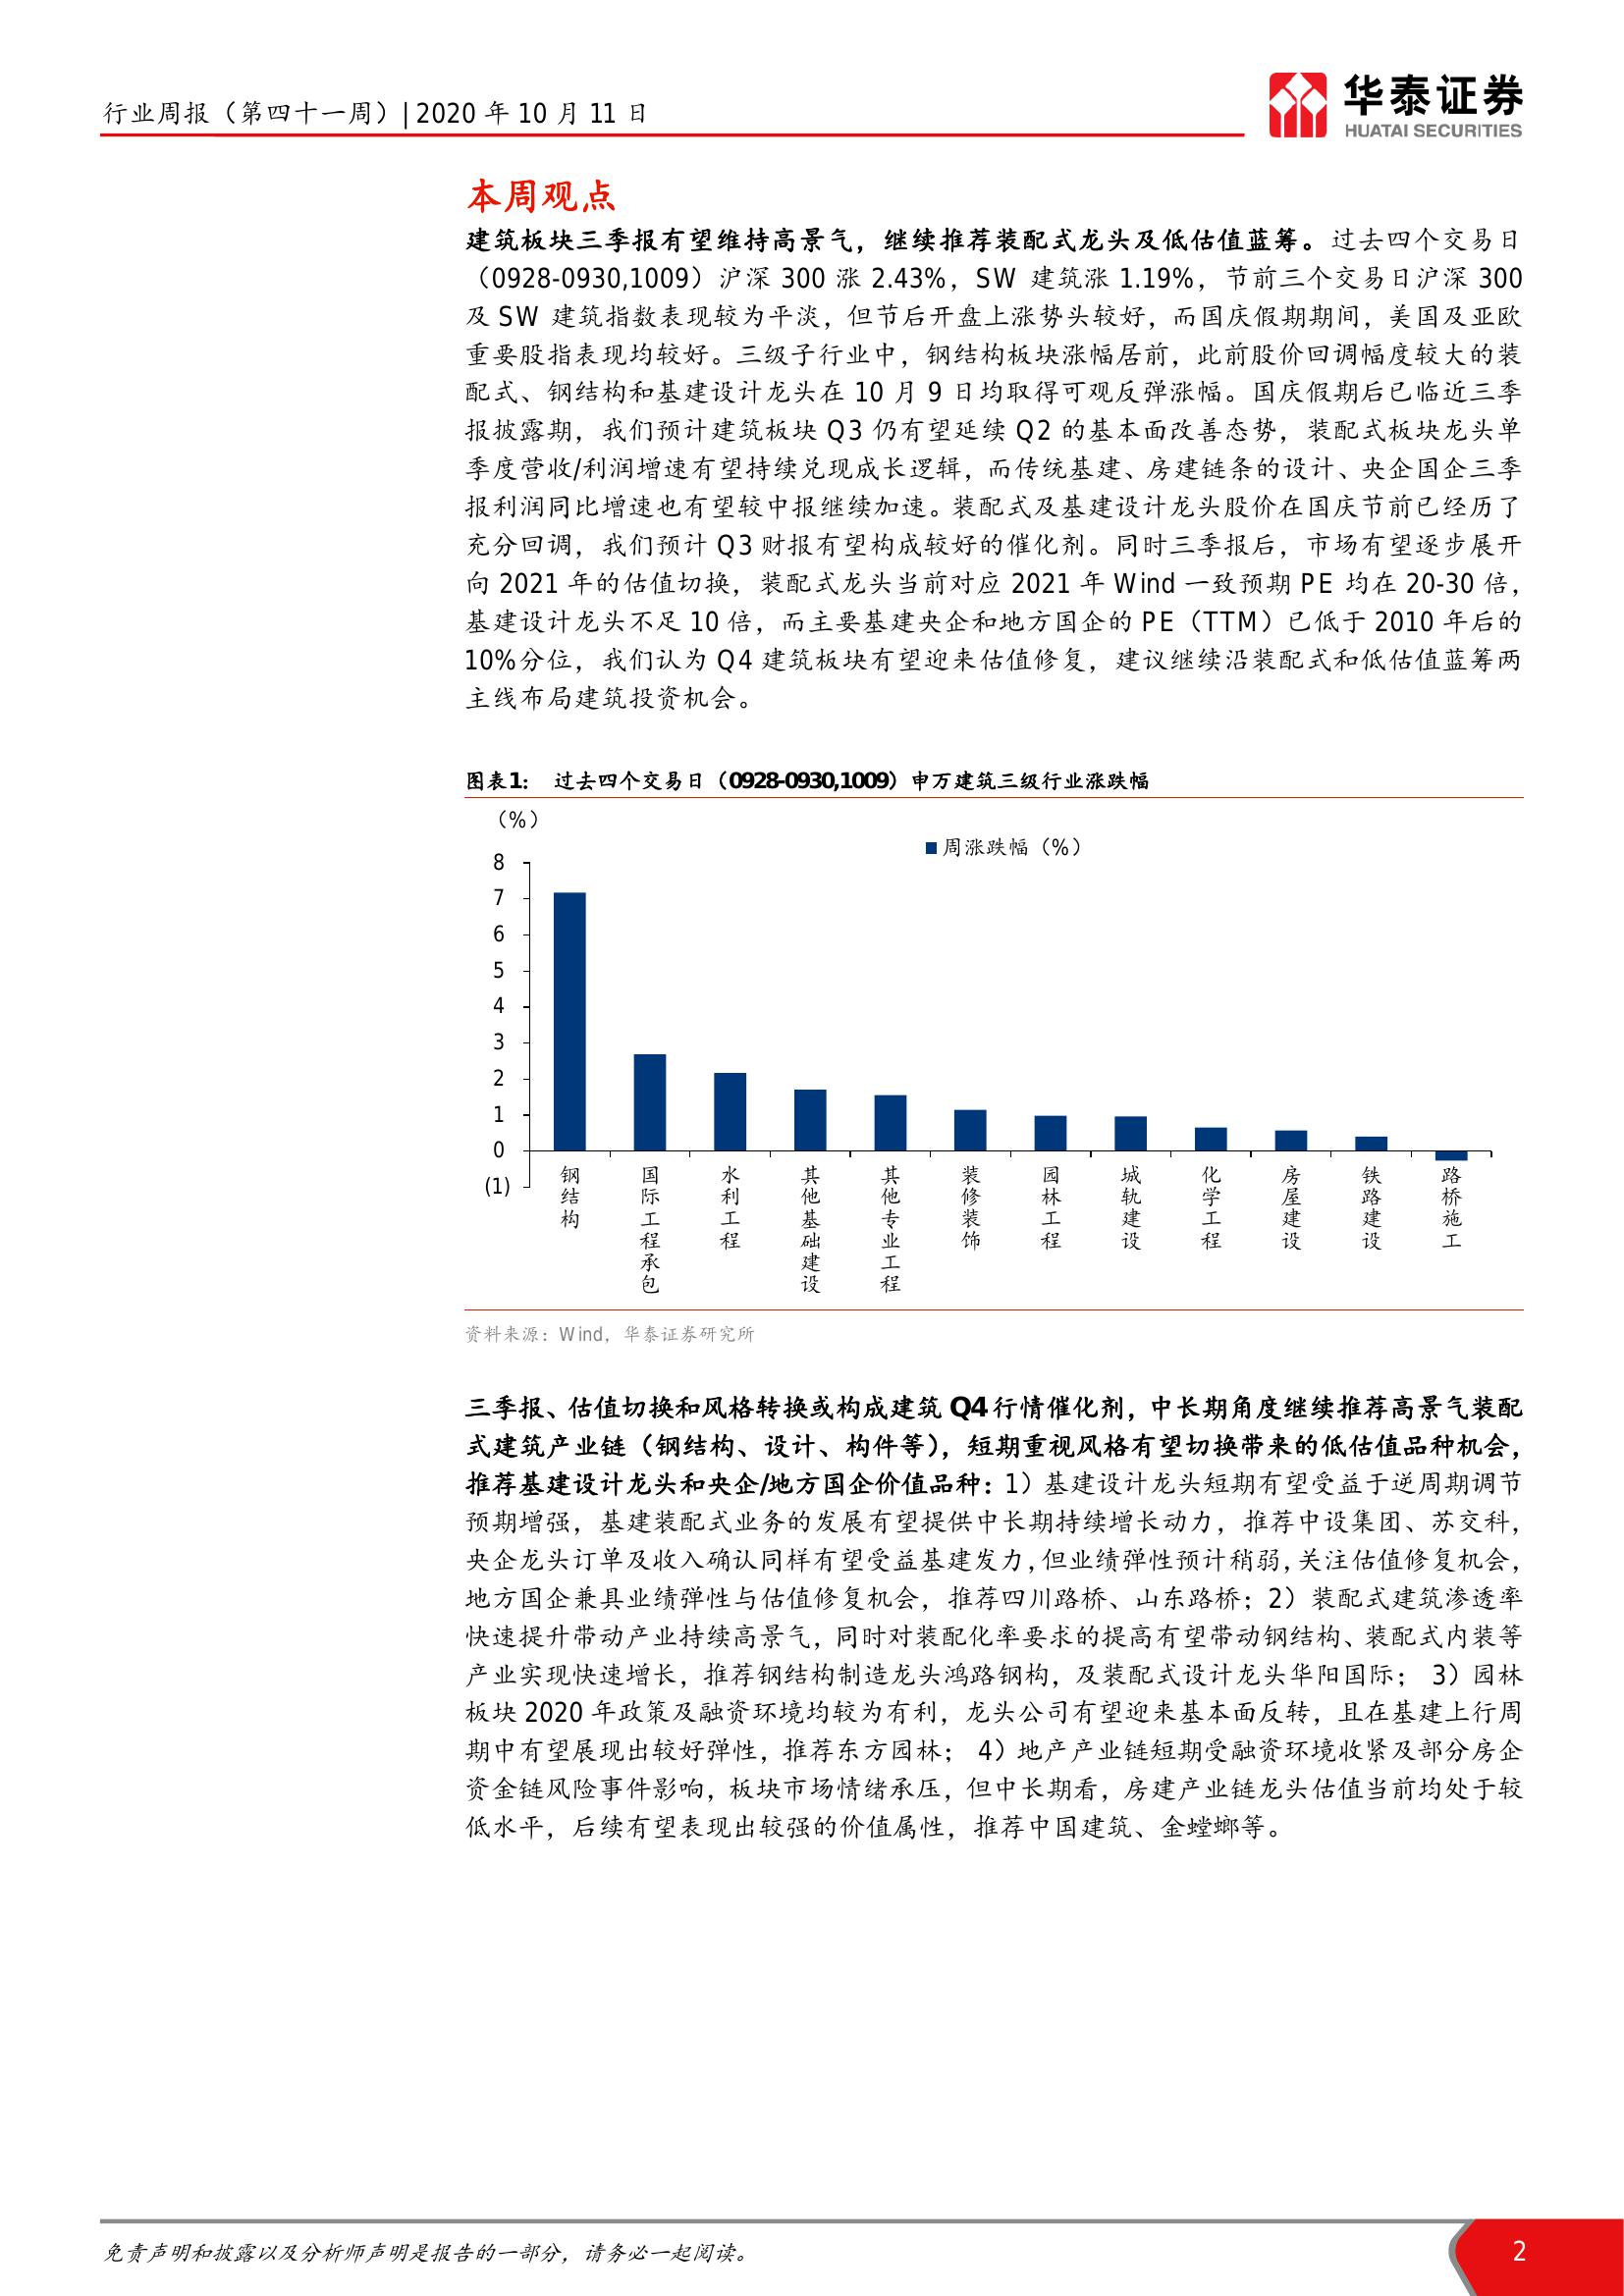 行业周报（第四十一周）| 2020 年 10 月 11 日
华泰证券
HUATAI SECURITIES
本周观点
建筑板块三季报有望维持高景气，继续推荐装配式龙头及低估值蓝筹。过去四个交易日
（0928-0930,1009）沪深 300 涨 2.43%，SW 建筑涨 1.19%，节前三个交易日沪深 300
及 SW 建筑指数表现较为平淡，但节后开盘上涨势头较好，而国庆假期期间，美国及亚欧
重要股指表现均较好。三级子行业中，钢结构板块涨幅居前，此前股价回调幅度较大的装
配式、钢结构和基建设计龙头在 10 月 9 日均取得可观反弹涨幅。国庆假期后已临近三季
报披露期，我们预计建筑板块 Q3 仍有望延续 Q2 的基本面改善态势，装配式板块龙头单
季度营收/利润增速有望持续兑现成长逻辑，而传统基建、房建链条的设计、央企国企三季
报利润同比增速也有望较中报继续加速。装配式及基建设计龙头股价在国庆节前已经历了
充分回调，我们预计 Q3 财报有望构成较好的催化剂。同时三季报后，市场有望逐步展开
向 2021 年的估值切换，装配式龙头当前对应 2021 年 Wind 一致预期 PE 均在 20-30 倍，
基建设计龙头不足 10 倍，而主要基建央企和地方国企的 PE（TTM）已低于 2010 年后的
10%分位，我们认为 Q4 建筑板块有望迎来估值修复，建议继续沿装配式和低估值蓝筹两
主线布局建筑投资机会。
图表1： 过去四个交易日（0928-0930,1009）申万建筑三级行业涨跌幅
（%）
周涨跌幅（%）
8
7
6
5
4
3
2
1
0
(1)
钢结构
国际工程承包
水利工程
其他基础建设
其他专业工程
装修装饰
园林工程
城轨建设
化学工程
房屋建设
铁路建设
路桥施工
资料来源：Wind，华泰证券研究所
三季报、估值切换和风格转换或构成建筑 Q4 行情催化剂，中长期角度继续推荐高景气装配
式建筑产业链（钢结构、设计、构件等），短期重视风格有望切换带来的低估值品种机会，
推荐基建设计龙头和央企/地方国企价值品种：1）基建设计龙头短期有望受益于逆周期调节
预期增强，基建装配式业务的发展有望提供中长期持续增长动力，推荐中设集团、苏交科，
央企龙头订单及收入确认同样有望受益基建发力，但业绩弹性预计稍弱，关注估值修复机会，
地方国企兼具业绩弹性与估值修复机会，推荐四川路桥、山东路桥；2）装配式建筑渗透率
快速提升带动产业持续高景气，同时对装配化率要求的提高有望带动钢结构、装配式内装等
产业实现快速增长，推荐钢结构制造龙头鸿路钢构，及装配式设计龙头华阳国际； 3）园林
板块 2020 年政策及融资环境均较为有利，龙头公司有望迎来基本面反转，且在基建上行周
期中有望展现出较好弹性，推荐东方园林； 4）地产产业链短期受融资环境收紧及部分房企
资金链风险事件影响，板块市场情绪承压，但中长期看，房建产业链龙头估值当前均处于较
低水平，后续有望表现出较强的价值属性，推荐中国建筑、金螳螂等。
免责声明和披露以及分析师声明是报告的一部分，请务必一起阅读。
2